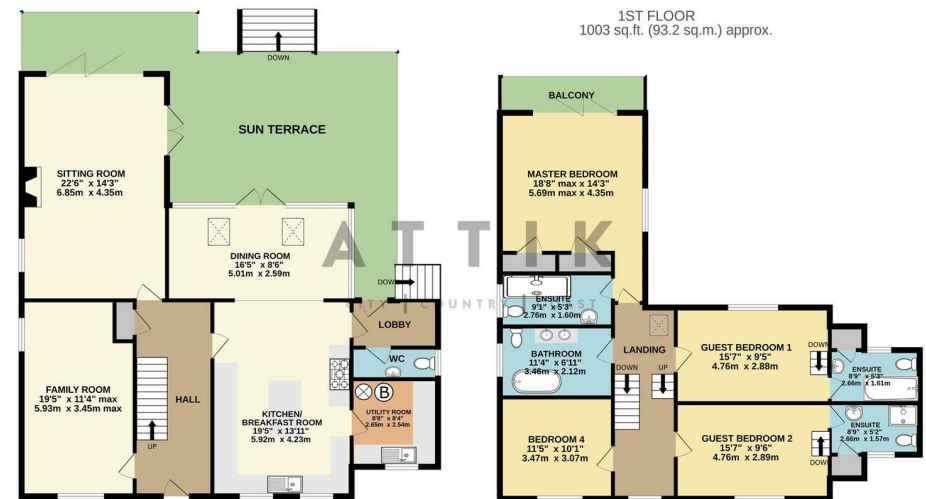 1ST FLOOR
1003 sq.ft. (93.2 sq.m.) approx.
DOWN
SUN TERRACE
SITTING ROOM
22'6" x 14'3"
6.85m x 4.35m
DINING ROOM
16'5" x 8'6"
5.01m x 2.59m
DOWN
LOBBY
WC
B
UTILITY ROOM
8'8" x 8'4"
2.65m x 2.54m
FAMILY ROOM
19'5" x 11'4" max
5.93m x 3.45m max
HALL
UP
KITCHEN/
BREAKFAST ROOM
19'5" x 13'11"
5.92m x 4.23m
ATTIK
CITY | COUNTRY | WEST
BALCONY
MASTER BEDROOM
18'8" max x 14'3"
5.69m max x 4.35m
ENSUITE
9'1" x 5'3"
2.76m x 1.60m
BATHROOM
11'4" x 6'11"
3.46m x 2.12m
LANDING
DOWN
UP
GUEST BEDROOM 1
15'7" x 9'5"
4.76m x 2.88m
DOWN
ENSUITE
8'9" x 5'3"
2.66m x 1.61m
BEDROOM 4
11'5" x 10'1"
3.47m x 3.07m
GUEST BEDROOM 2
15'7" x 9'6"
4.76m x 2.89m
DOWN
ENSUITE
8'9" x 5'2"
2.66m x 1.57m